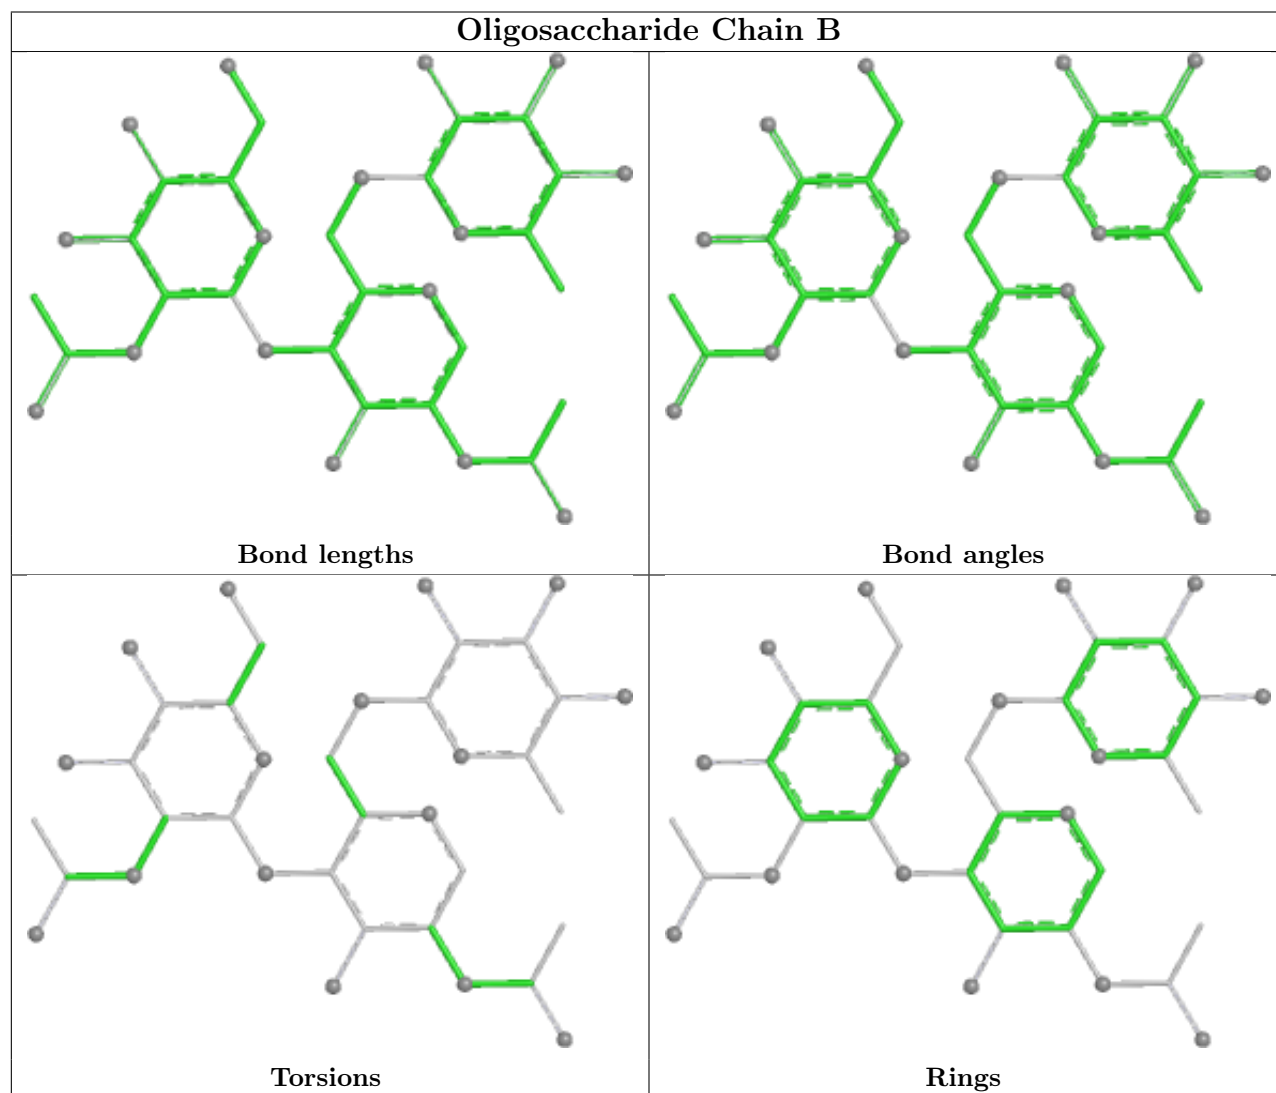 Oligosaccharide Chain B
Bond lengths
Bond angles
Torsions
Rings